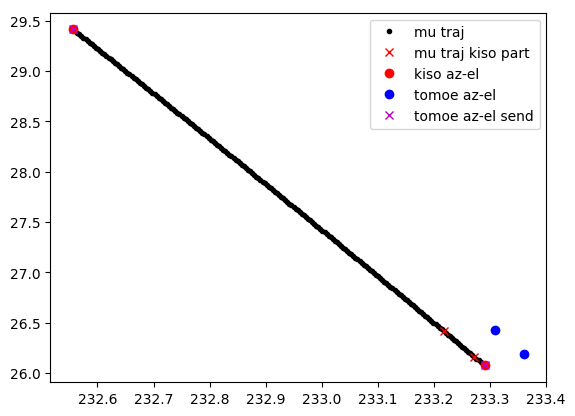 29.5
29.0
28.5
28.0
27.5
27.0
26.5
26.0
232.6 232.7 232.8 232.9 233.0 233.1 233.2 233.3 233.4
mu traj
mu traj kiso part
kiso az-el
tomoe az-el
tomoe az-el send